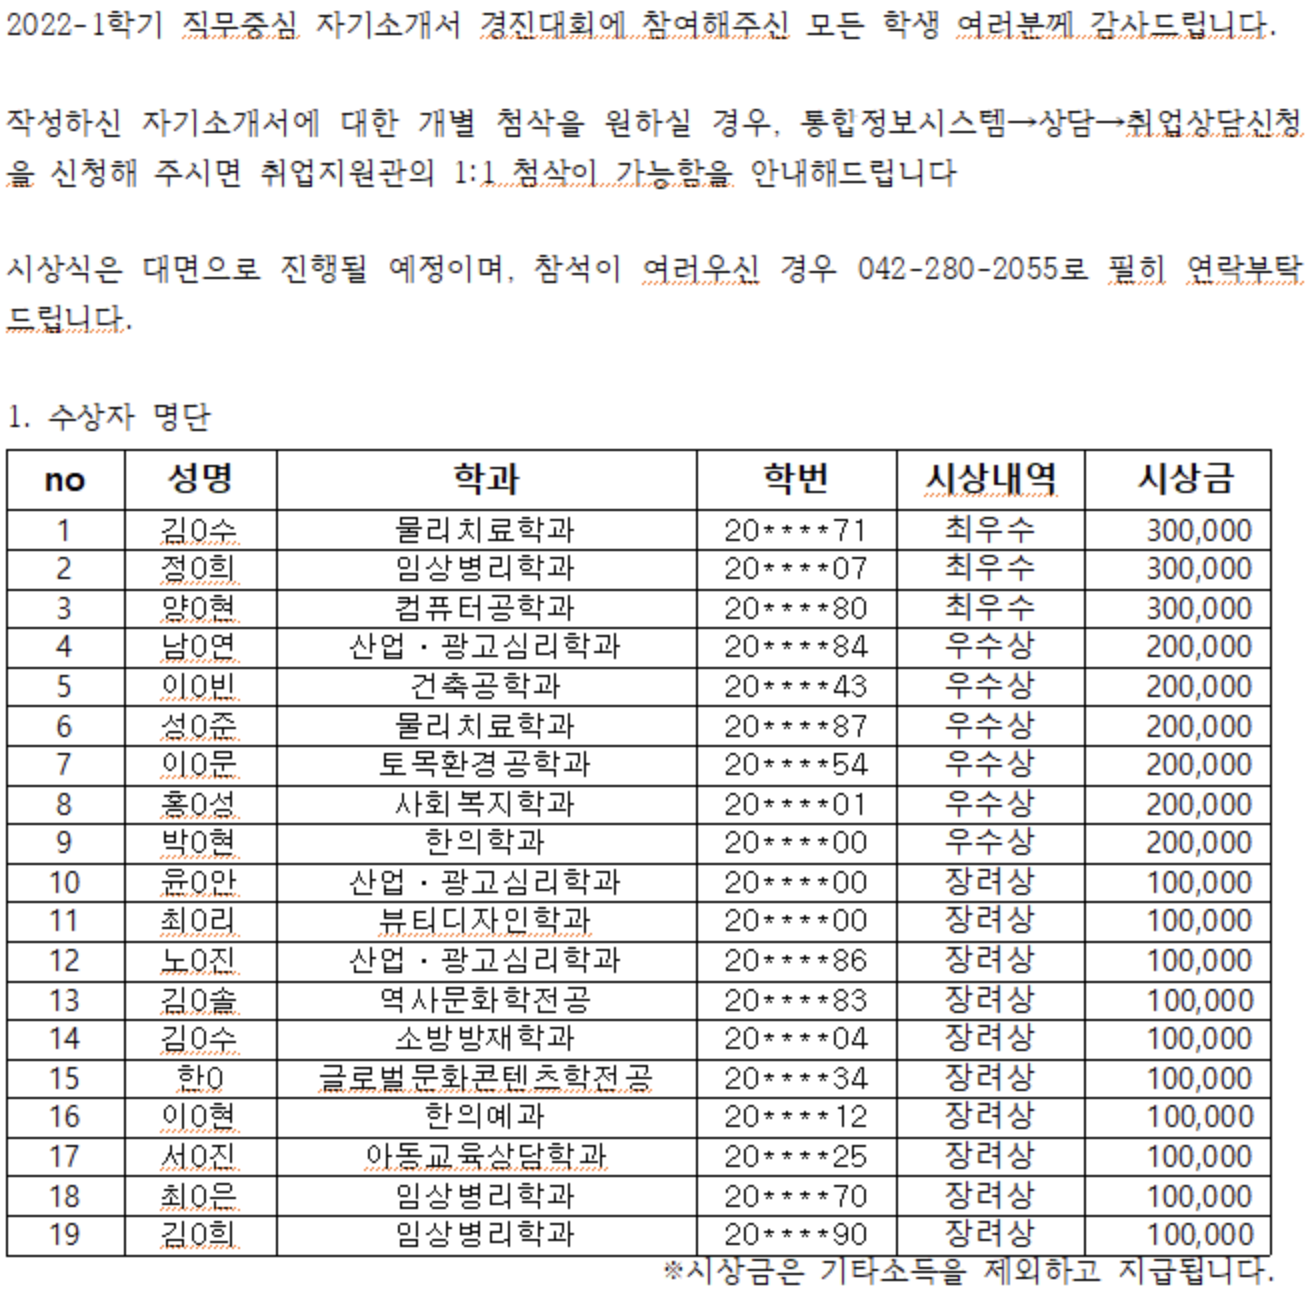 2022-1학기 직무중심 자기소개서 경진대회에 참여해주신 모든 학생 여러분께 감사드립니다.
작성하신 자기소개서에 대한 개별 첨삭을 원하실 경우, 통합정보시스템→상담→취업상담신청
을 신청해 주시면 취업지원관의 1:1 첨삭이 가능함을 안내해드립니다
시상식은 대면으로 진행될 예정이며, 참석이 여러우신 경우 042-280-2055로 필히 연락부탁
드립니다.
1. 수상자 명단
no 성명 학과 학번 시상내역 시상금
1 김0수 물리치료학과 20****71 최우수 300,000
2 정0희 임상병리학과 20****07 최우수 300,000
3 양0현 컴퓨터공학과 20****80 최우수 300,000
4 남0연 산업·광고심리학과 20****84 우수상 200,000
5 이0빈 건축공학과 20****43 우수상 200,000
6 성0준 물리치료학과 20****87 우수상 200,000
7 이0문 토목환경공학과 20****54 우수상 200,000
8 홍0성 사회복지학과 20****01 우수상 200,000
9 박0현 한의학과 20****00 우수상 200,000
10 윤0안 산업·광고심리학과 20****00 장려상 100,000
11 최0리 뷰티디자인학과 20****00 장려상 100,000
12 노0진 산업·광고심리학과 20****86 장려상 100,000
13 김0솔 역사문화학전공 20****83 장려상 100,000
14 김0수 소방방재학과 20****04 장려상 100,000
15 한0 글로벌문화콘텐츠학전공 20****34 장려상 100,000
16 이0현 한의예과 20****12 장려상 100,000
17 서0진 아동교육상담학과 20****25 장려상 100,000
18 최0은 임상병리학과 20****70 장려상 100,000
19 김0희 임상병리학과 20****90 장려상 100,000
※시상금은 기타소득을 제외하고 지급됩니다.